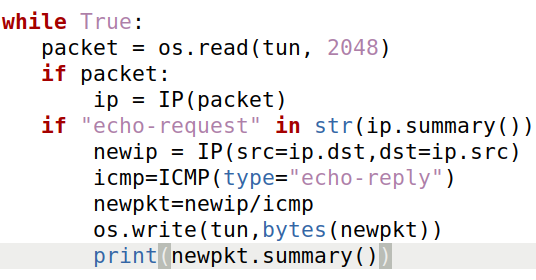 while True:
   packet = os.read(tun, 2048)
   if packet:
       ip = IP(packet)
   if "echo-request" in str(ip.summary())
       newip = IP(src=ip.dst,dst=ip.src)
       icmp=ICMP(type="echo-reply")
       newpkt=newip/icmp
       os.write(tun,bytes(newpkt))
       print(newpkt.summary())